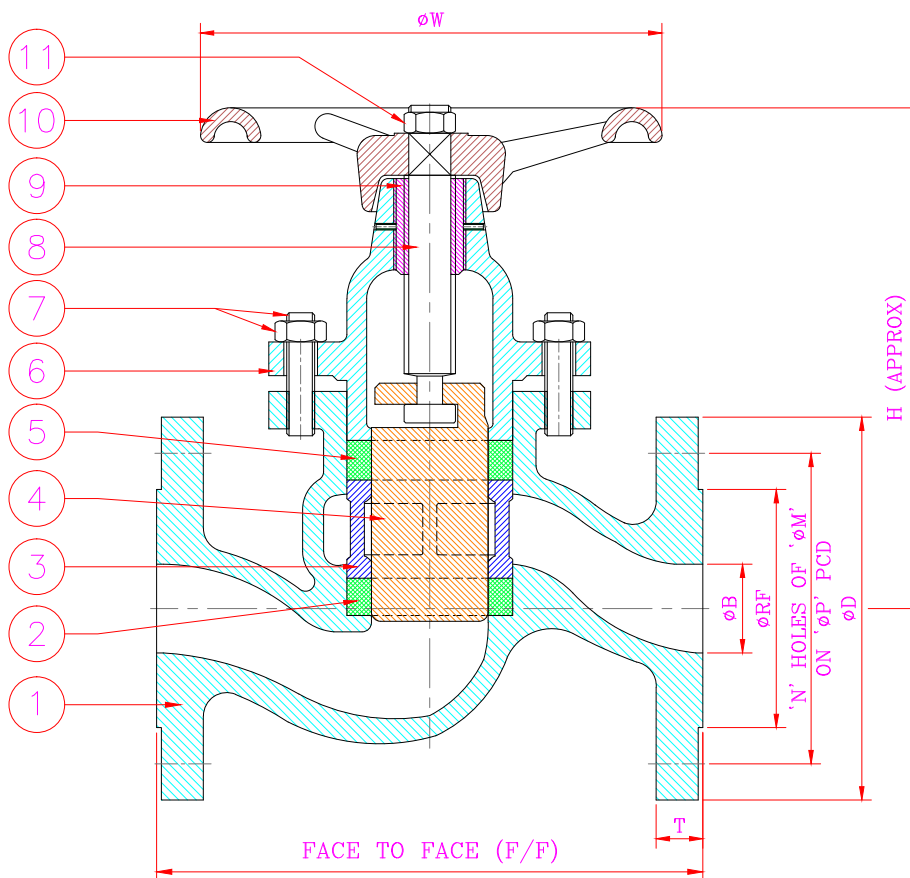 øW
11
10
9
8
7
6
5
4
3
2
1
H (APPROX)
øB
øRF
'N' HOLES OF 'øM'
ON 'øP' PCD
øD
T
FACE TO FACE (F/F)